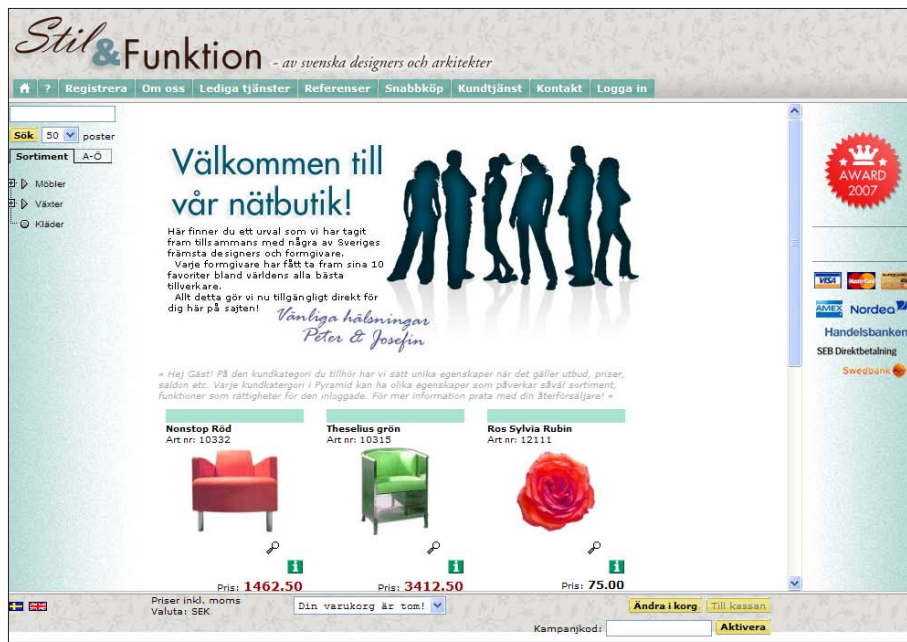 Stil&Funktion - av svenska designers och arkitekter
? Registrera Om oss Lediga tjänster Referenser Snabbköp Kundtjänst Kontakt Logga in
Sök 50 poster
Sortiment A-Ö
Möbler
Växter
Kläder
Välkommen till
vår nätbutik!
Här finner du ett urval som vi har tagit
fram tillsammans med några av Sveriges
främsta designers och formgivare.
Varje formgivare har fått ta fram sina 10
favoriter bland världens alla bästa
tillverkare.
Allt detta gör vi nu tillgängligt direkt för
dig här på sajten!
Vänliga hälsningar
Peter & Josefin
» Hej Gäst! På den kundkategori du tillhör har vi satt unika egenskaper när det gäller utbud, priser,
saldon etc. Varje kundkatergori i Pyramid kan ha olika egenskaper som påverkar såväl sortiment,
funktioner som rättigheter för den inloggade. För mer information prata med din återförsäljare! «
Nonstop Röd
Art nr: 10332
Theselius grön
Art nr: 10315
Ros Sylvia Rubin
Art nr: 12111
Pris: 1462.50
Pris: 3412.50
Pris: 75.00
AWARD
2007
VISA
AMEX Nordea
Handelsbanken
SEB Direktbetalning
Swedbank
Priser inkl. moms
Valuta: SEK
Din varukorg är tom!
Ändra i korg Till kassan
Kampanjkod: Aktivera